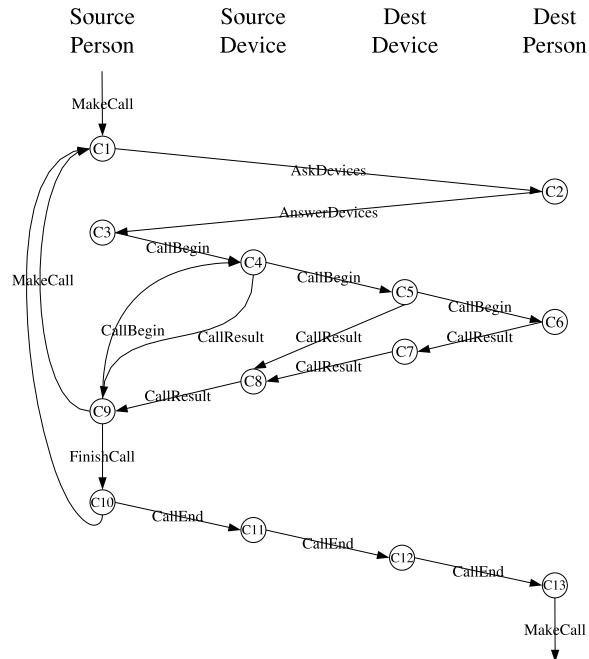 Source Person
Source Device
Dest Device
Dest Person
MakeCall
C1
AskDevices
C2
AnswerDevices
C3
CallBegin
C4
CallBegin
C5
MakeCall
CallBegin
C6
CallBegin
CallResult
CallResult
CallResult
C7
CallResult
C8
CallResult
C9
FinishCall
C10
CallEnd
C11
CallEnd
C12
CallEnd
C13
MakeCall